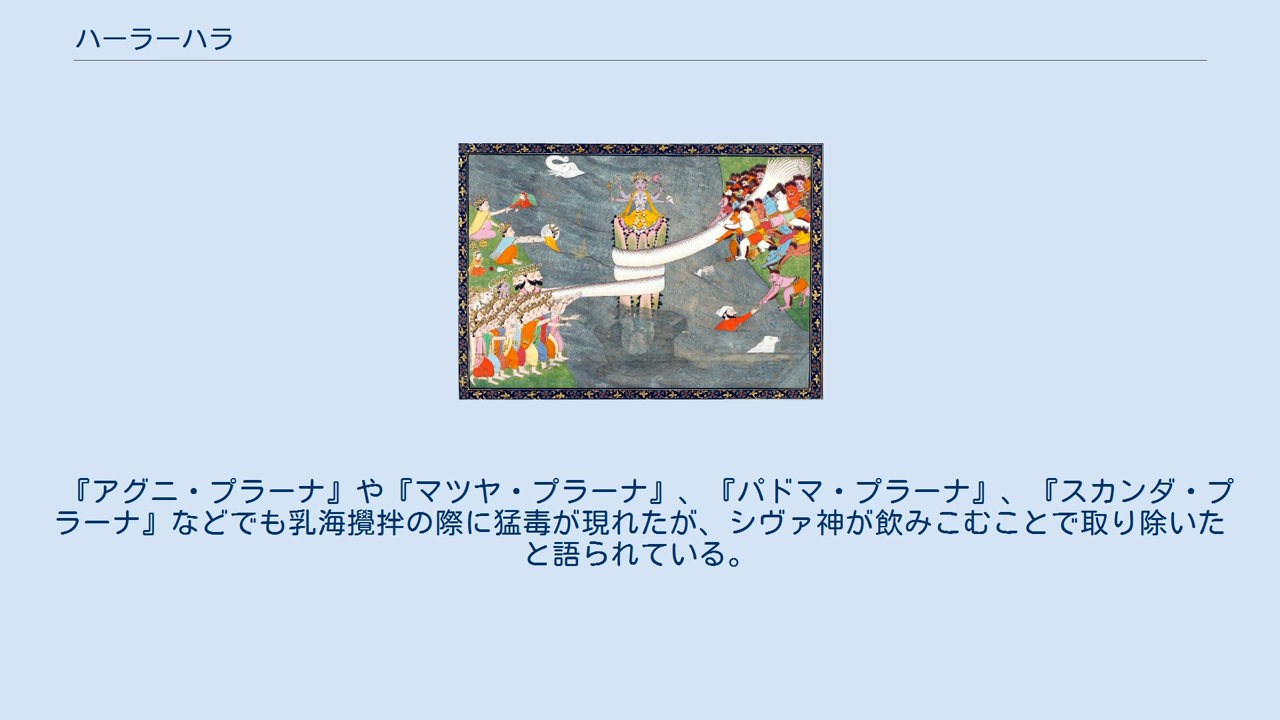 ハーラーハラ
『アグニ・プラーナ』や『マツヤ・プラーナ』、『パドマ・プラーナ』、『スカンダ・プ
ラーナ』などでも乳海攪拌の際に猛毒が現れたが、シヴァ神が飲みこむことで取り除いた
と語られている。